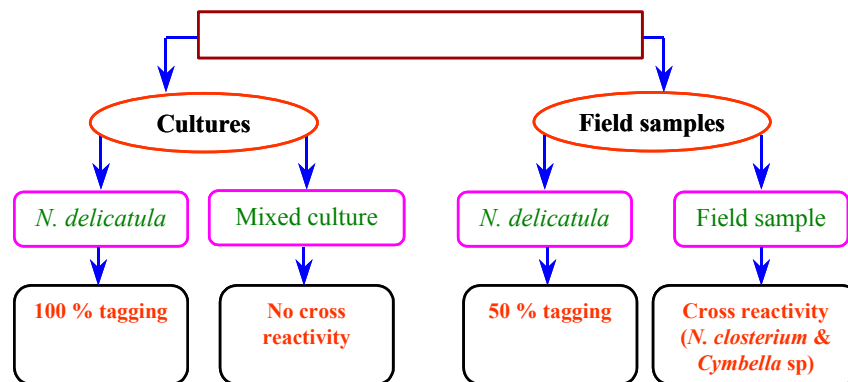 Cultures
Field samples
N. delicatula
Mixed culture
N. delicatula
Field sample
100 % tagging
No cross
reactivity
50 % tagging
Cross reactivity
(N. closterium &
Cymbella sp)